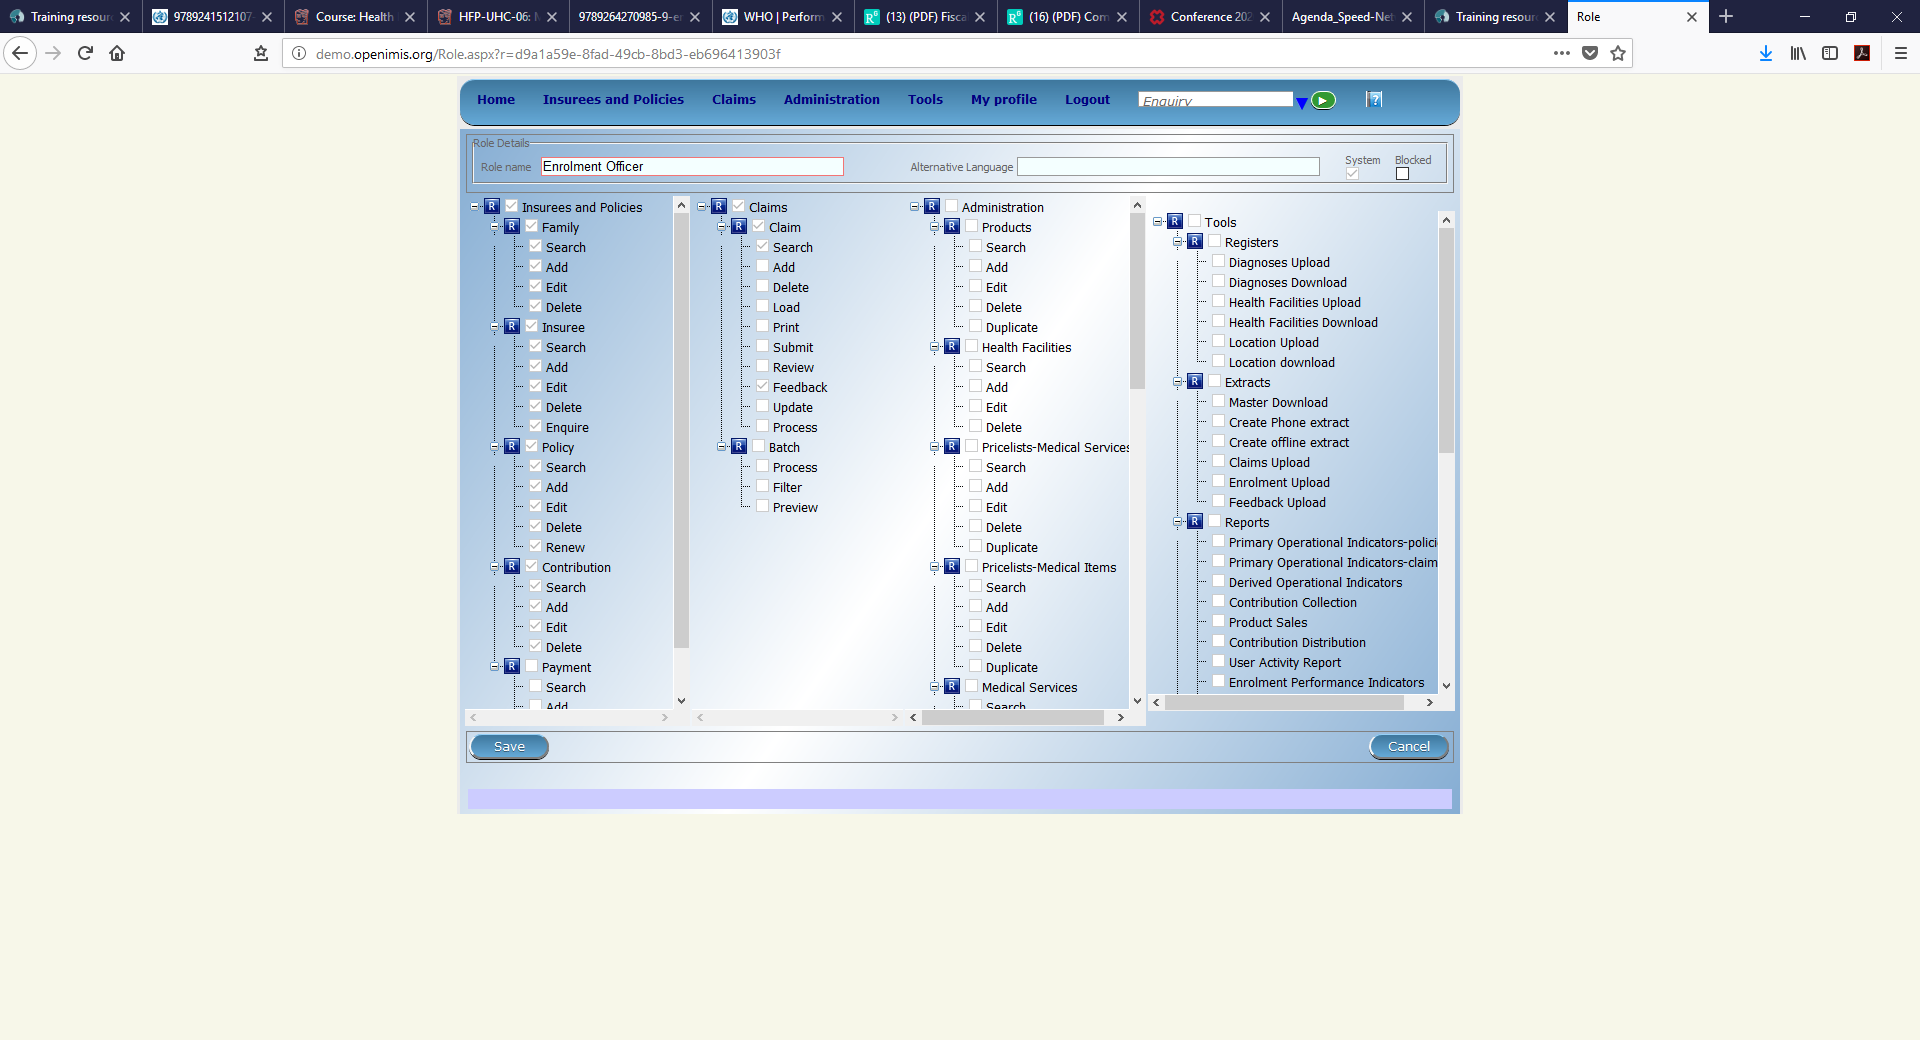 Training resour
9789241512107-
Course: Health
HFP-UHC-06: M
9789264270985-9-en
WHO | Perform
(13) (PDF) Fisca
(16) (PDF) Com
Conference 202
Agenda_Speed-Net
Training resour
Role
demo.openimis.org/Role.aspx?r=d9a1a59e-8fad-49cb-8bd3-eb696413903f
Home Insurees and Policies Claims Administration Tools My profile Logout Enquiry
Role Details
Role name Enrolment Officer Alternative Language System Blocked
R Insurees and Policies
R Family
Search
Add
Edit
Delete
R Insuree
Search
Add
Edit
Delete
Enquire
R Policy
Search
Add
Edit
Delete
Renew
R Contribution
Search
Add
Edit
Delete
R Payment
Search
Add
R Claims
R Claim
Search
Add
Delete
Load
Print
Submit
Review
Feedback
Update
Process
R Batch
Process
Filter
Preview
R Administration
R Products
Search
Add
Edit
Delete
Duplicate
R Health Facilities
Search
Add
Edit
Delete
R Pricelists-Medical Services
Search
Add
Edit
Delete
Duplicate
R Pricelists-Medical Items
Search
Add
Edit
Delete
Duplicate
R Medical Services
Search
R Tools
R Registers
Diagnoses Upload
Diagnoses Download
Health Facilities Upload
Health Facilities Download
Location Upload
Location download
R Extracts
Master Download
Create Phone extract
Create offline extract
Claims Upload
Enrolment Upload
Feedback Upload
R Reports
Primary Operational Indicators-polici
Primary Operational Indicators-claim
Derived Operational Indicators
Contribution Collection
Product Sales
Contribution Distribution
User Activity Report
Enrolment Performance Indicators
Save Cancel